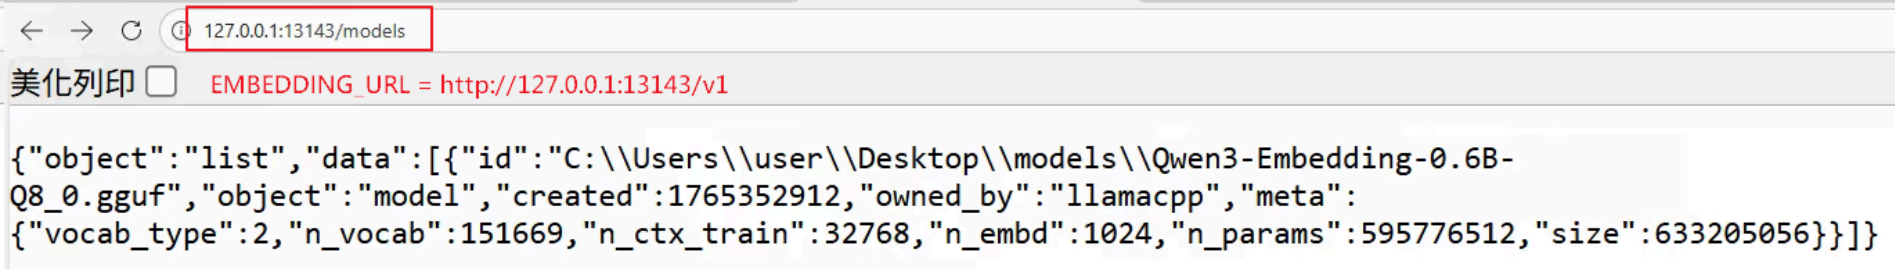 127.0.0.1:13143/models
美化列印 EMBEDDING_URL = http://127.0.0.1:13143/v1
{"object":"list","data":[{"id":"C:\\Users\\user\\Desktop\\models\\Qwen3-Embedding-0.6B-
Q8_0.gguf","object":"model","created":1765352912,"owned_by":"llamacpp","meta":
{"vocab_type":2,"n_vocab":151669,"n_ctx_train":32768,"n_embd":1024,"n_params":595776512,"size":633205056}}]}